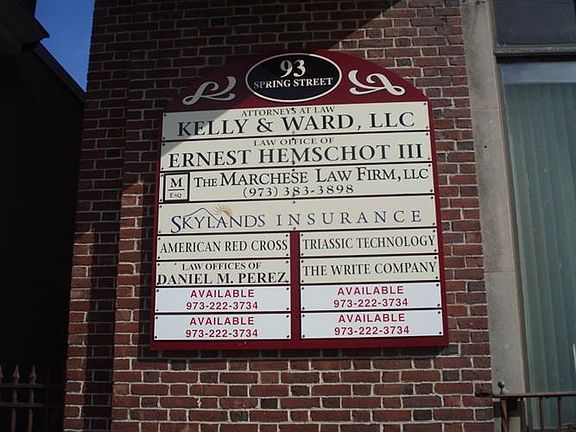 93
SPRING STREET
ATTORNEYS AT LAW
KELLY & WARD, LLC
LAW OFFICE OF
ERNEST HEMSCHOT III
M
ESQ
THE MARCHESE LAW FIRM, LLC
(973) 383-3898
SKYLANDS INSURANCE
AMERICAN RED CROSS
TRIASSIC TECHNOLOGY
LAW OFFICES OF
DANIEL M. PEREZ
THE WRITE COMPANY
AVAILABLE
973-222-3734
AVAILABLE
973-222-3734
AVAILABLE
973-222-3734
AVAILABLE
973-222-3734